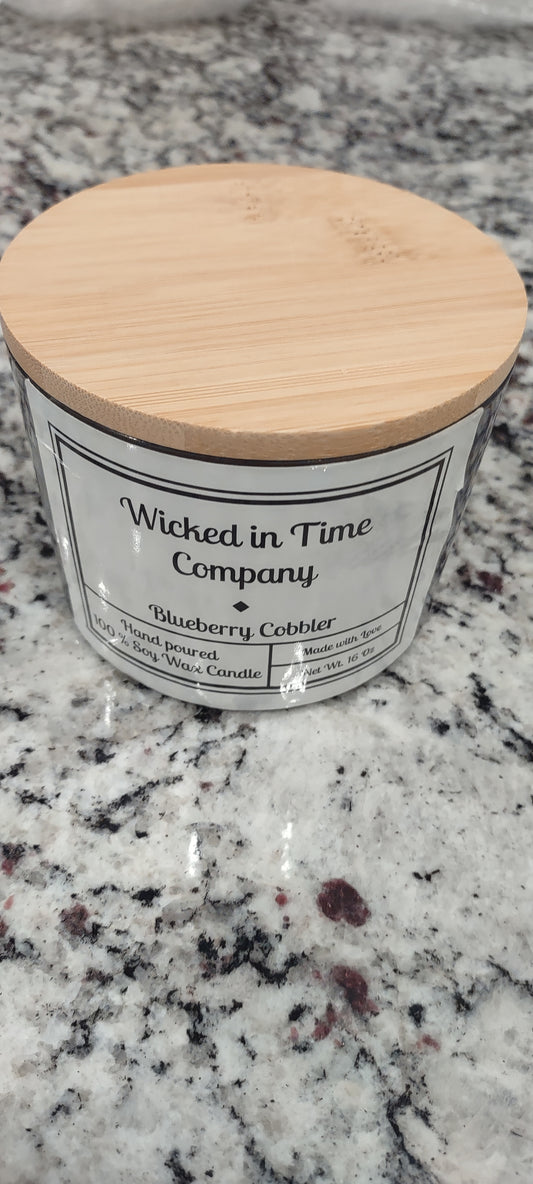 Wicked in Time
Company
Blueberry Cobbler
Hand poured
100 % Soy Wax Candle
Made with Love
Net Wt. 16 Oz